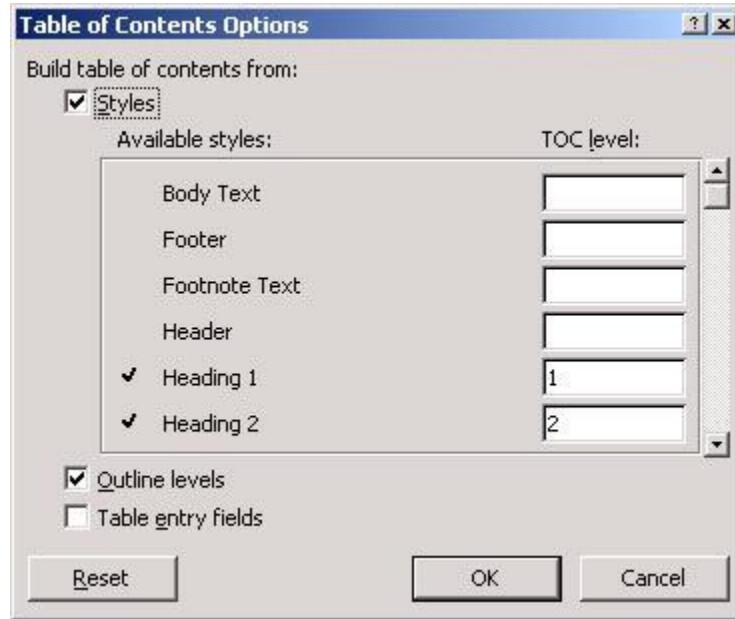 Table of Contents Options
Build table of contents from:
Styles
Available styles: TOC level:
Body Text
Footer
Footnote Text
Header
Heading 1 1
Heading 2 2
Outline levels
Table entry fields
Reset OK Cancel